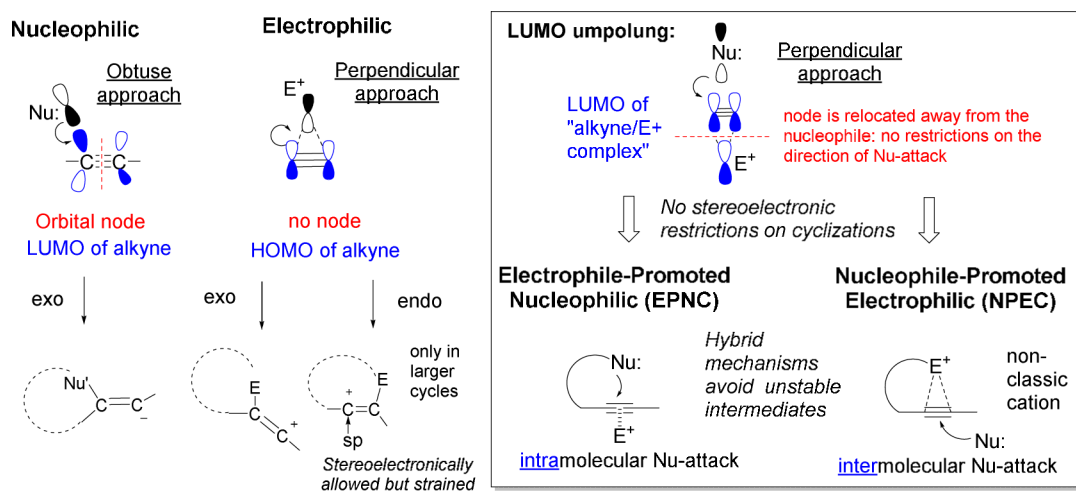 Nucleophilic
Obtuse
approach
Nu:
C
C
Orbital node
LUMO of alkyne
exo
Nu'
C
C
–
Electrophilic
Perpendicular
approach
E+
no node
HOMO of alkyne
exo
endo
E
C
C
+
only in
larger
cycles
+
E
C
C
sp
Stereoelectronically
allowed but strained
LUMO umpolung:
Nu:
Perpendicular
approach
LUMO of
"alkyne/E+
complex"
node is relocated away from the
nucleophile: no restrictions on the
direction of Nu-attack
E+
No stereoelectronic
restrictions on cyclizations
Electrophile-Promoted
Nucleophilic (EPNC)
Nu:
E+
intramolecular Nu-attack
Hybrid
mechanisms
avoid unstable
intermediates
Nucleophile-Promoted
Electrophilic (NPEC)
E+
non-
classic
cation
Nu:
intermolecular Nu-attack